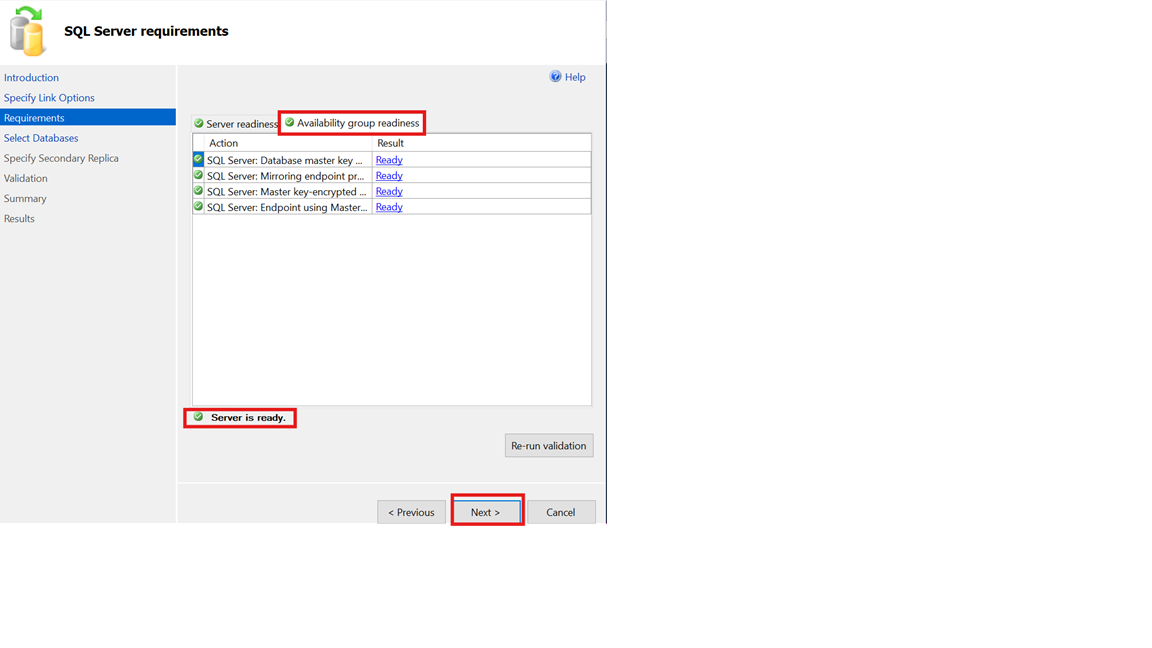 SQL Server requirements
Introduction
Specify Link Options
Requirements
Select Databases
Specify Secondary Replica
Validation
Summary
Results
Help
Server readiness
Availability group readiness
Action Result
SQL Server: Database master key ... Ready
SQL Server: Mirroring endpoint pr... Ready
SQL Server: Master key-encrypted ... Ready
SQL Server: Endpoint using Master... Ready
Server is ready.
Re-run validation
< Previous Next > Cancel